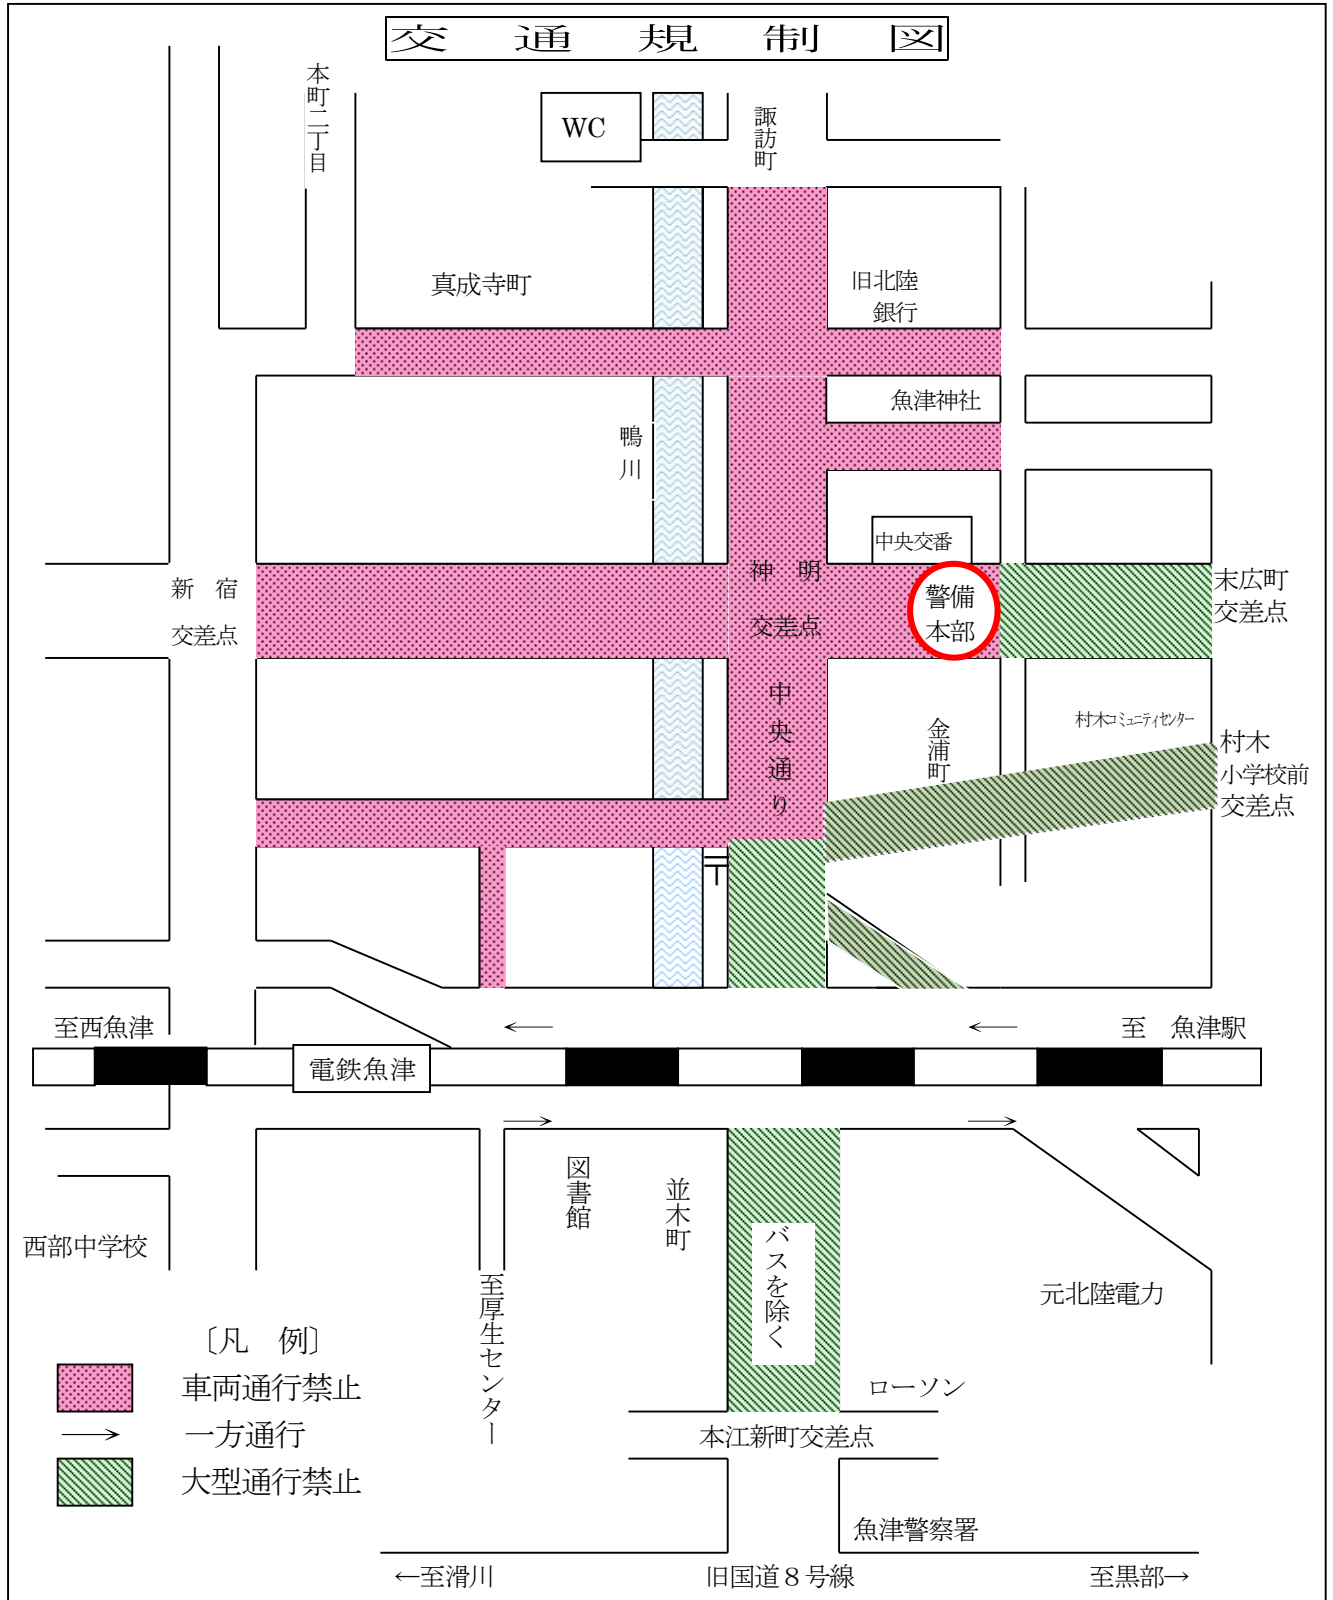 交通規制図
本町二丁目
WC
諏訪町
真成寺町
旧北陸
銀行
魚津神社
鴨川
中央交番
新　宿
交差点
神　明
交差点
警備
本部
末広町
交差点
中央通り
金浦町
村木コミュニティセンター
村木
小学校前
交差点
〒
至西魚津
←
←
至　魚津駅
電鉄魚津
→
→
図書館
並木町
バスを除く
西部中学校
至厚生センター
元北陸電力
〔凡　例〕
車両通行禁止
→　一方通行
大型通行禁止
ローソン
本江新町交差点
魚津警察署
←至滑川
旧国道８号線
至黒部→